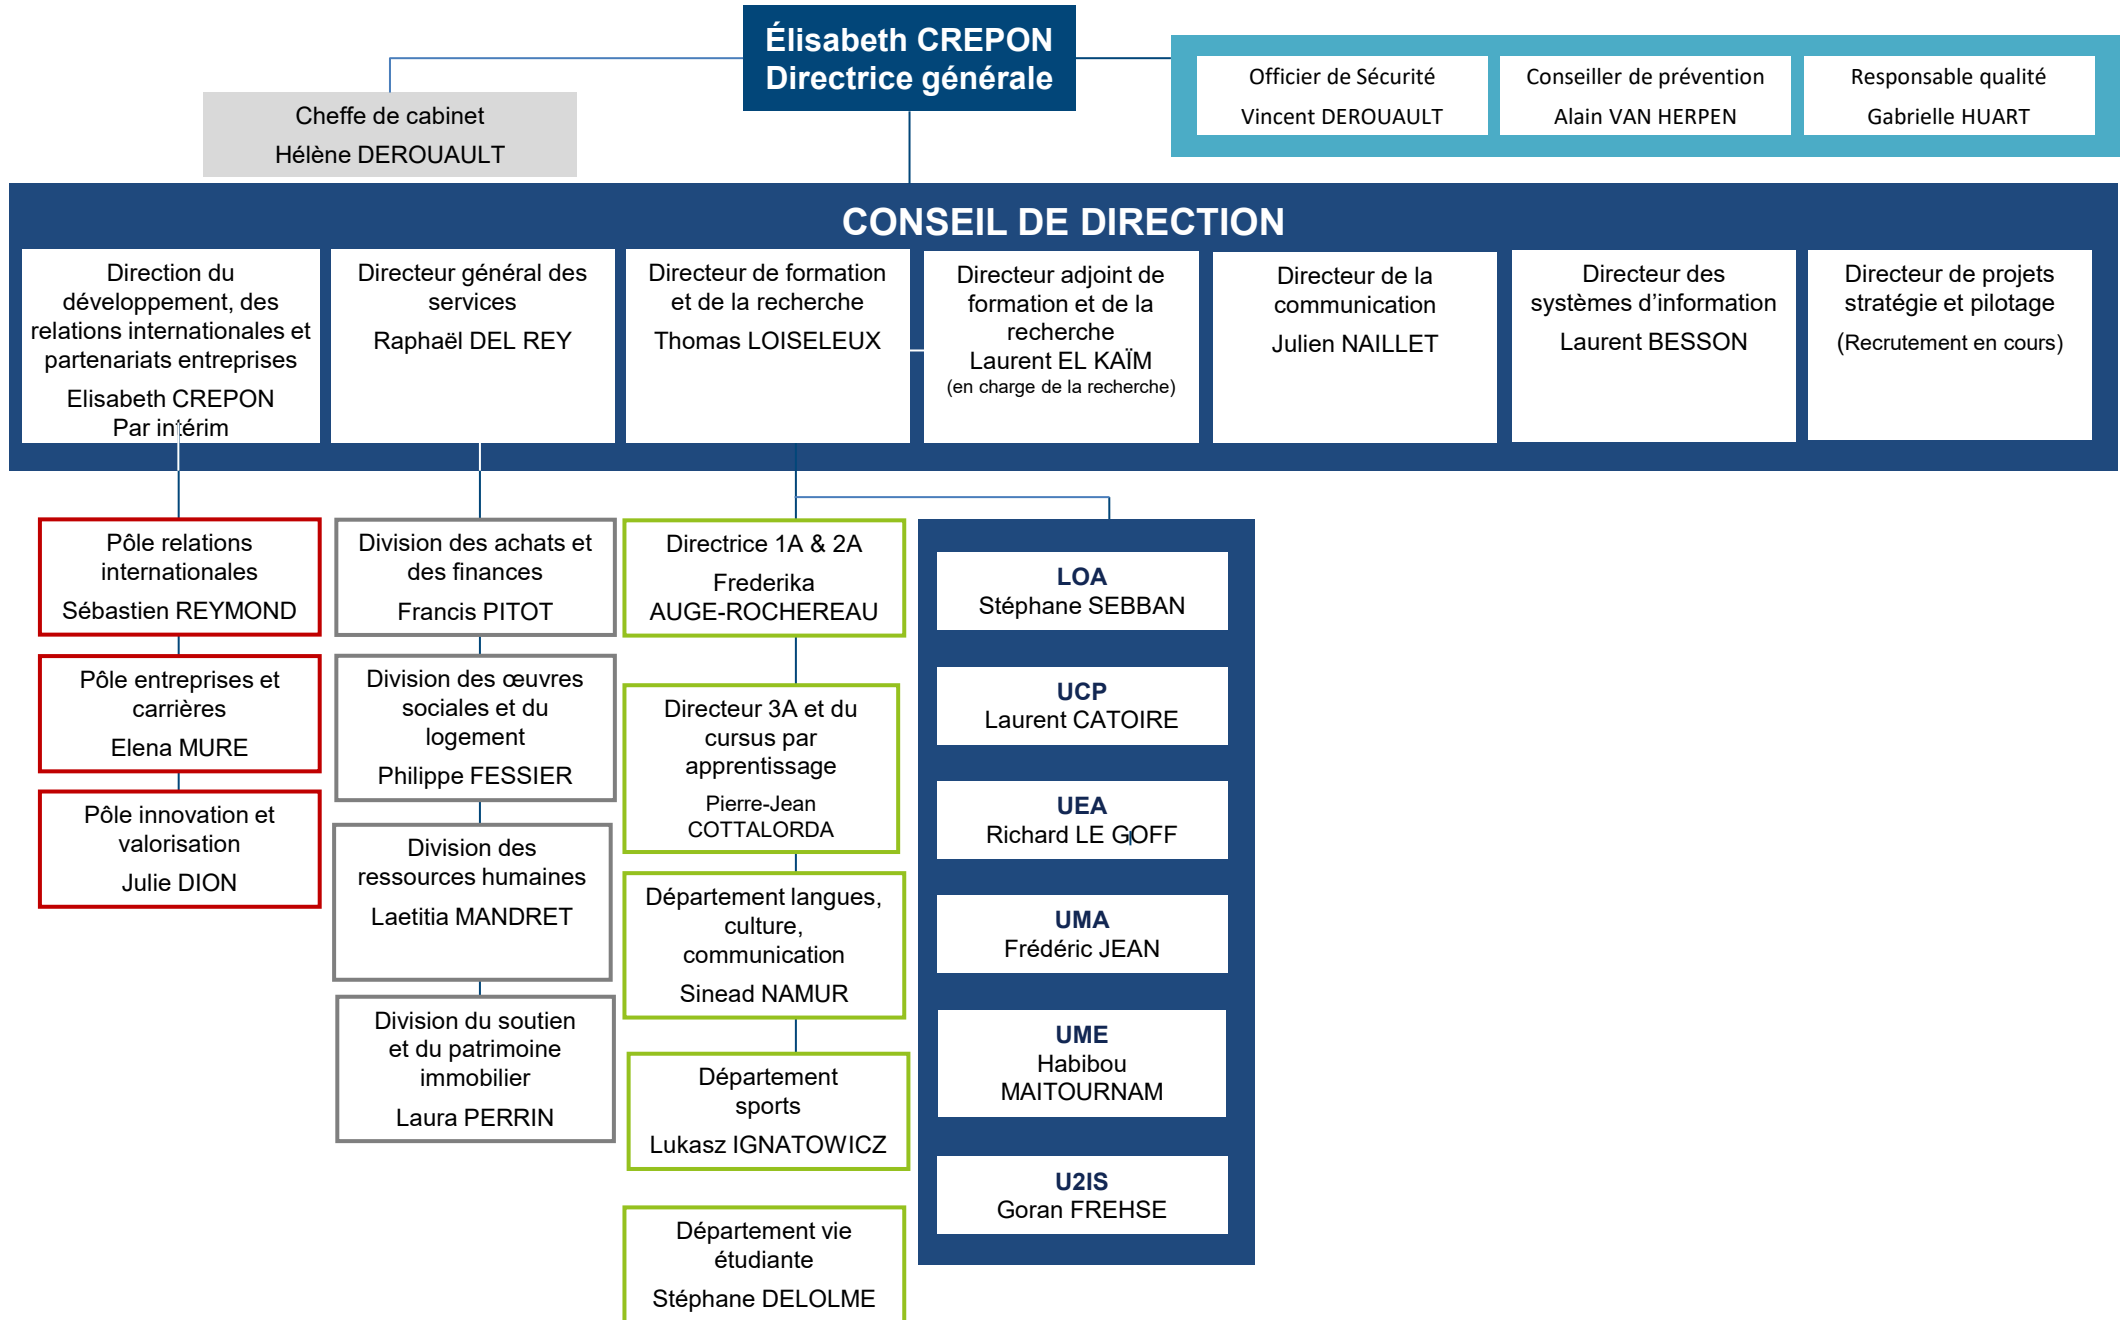 Élisabeth CREPON
Directrice générale
Officier de Sécurité
Vincent DEROUAULT
Conseiller de prévention
Alain VAN HERPEN
Responsable qualité
Gabrielle HUART
Cheffe de cabinet
Hélène DEROUAULT
CONSEIL DE DIRECTION
Direction du
développement, des
relations internationales et
partenariats entreprises
Elisabeth CREPON
Par intérim
Directeur général des
services
Raphaël DEL REY
Directeur de formation
et de la recherche
Thomas LOISELEUX
Directeur adjoint de
formation et de la
recherche
Laurent EL KAÏM
(en charge de la recherche)
Directeur de la
communication
Julien NAILLET
Directeur des
systèmes d’information
Laurent BESSON
Directeur de projets
stratégie et pilotage
(Recrutement en cours)
Pôle relations
internationales
Sébastien REYMOND
Pôle entreprises et
carrières
Elena MURE
Pôle innovation et
valorisation
Julie DION
Division des achats et
des finances
Francis PITOT
Division des œuvres
sociales et du
logement
Philippe FESSIER
Division des
ressources humaines
Laetitia MANDRET
Division du soutien
et du patrimoine
immobilier
Laura PERRIN
Directrice 1A & 2A
Frederika
AUGE-ROCHEREAU
Directeur 3A et du
cursus par
apprentissage
Pierre-Jean
COTTALORDA
Département langues,
culture,
communication
Sinead NAMUR
Département
sports
Lukasz IGNATOWICZ
Département vie
étudiante
Stéphane DELOLME
LOA
Stéphane SEBBAN
UCP
Laurent CATOIRE
UEA
Richard LE GOFF
UMA
Frédéric JEAN
UME
Habibou
MAITOURNAM
U2IS
Goran FREHSE